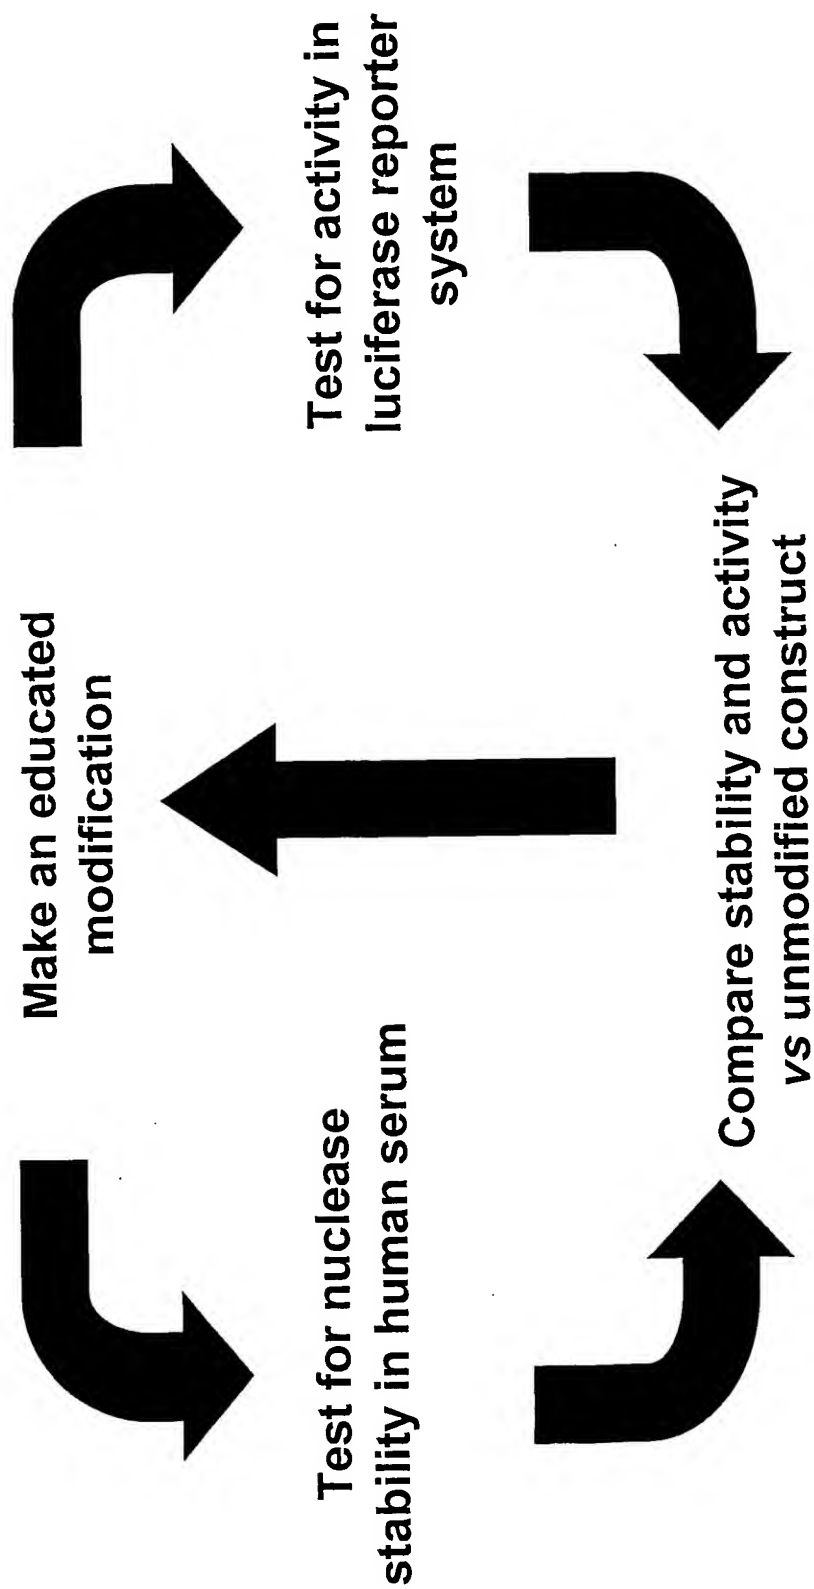 Make an educated
modification
Test for nuclease
stability in human serum
Test for activity in
luciferase reporter
system
Compare stability and activity
vs unmodified construct